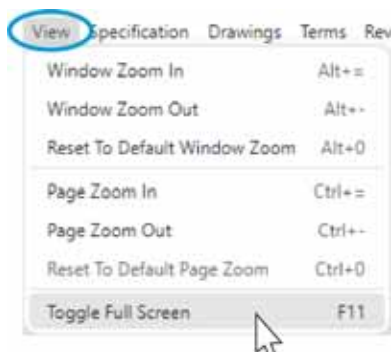 View Specification Drawings Terms Rev
Window Zoom In Alt+=
Window Zoom Out Alt+-
Reset To Default Window Zoom Alt+0
Page Zoom In Ctrl+=
Page Zoom Out Ctrl+-
Reset To Default Page Zoom Ctrl+0
Toggle Full Screen F11